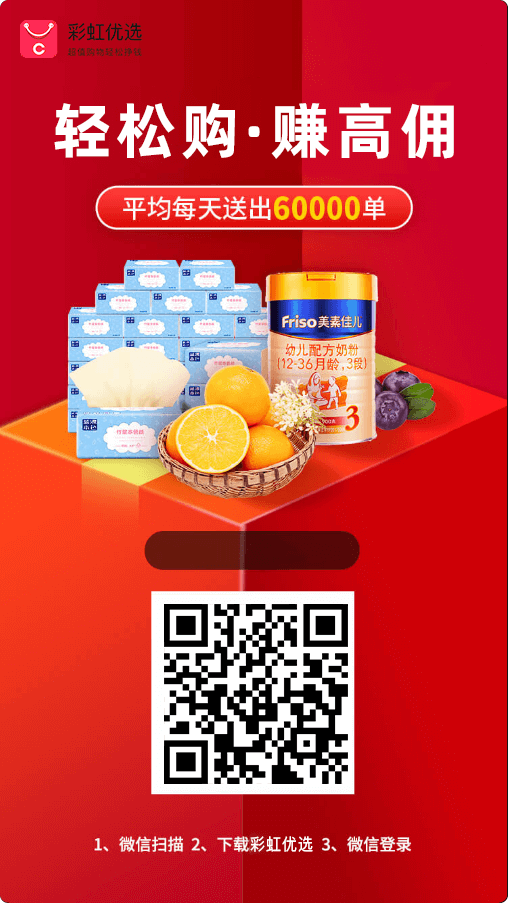 彩虹优选
轻松购·赚高佣
平均每天送出60000单
Friso美素佳儿
幼儿配方奶粉
(12-36月龄,3段)
3
1、微信扫描 2、下载彩虹优选 3、微信登录